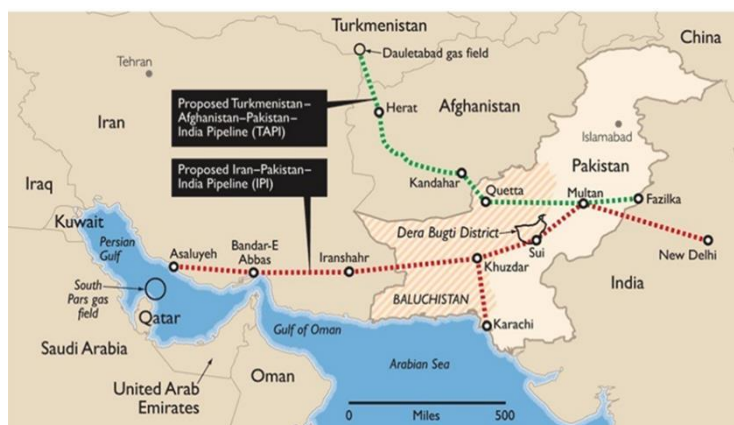 Turkmenistan
China
Dauletabad gas field
Tehran
Proposed Turkmenistan–
Afghanistan–Pakistan–
India Pipeline (TAPI)
Herat
Afghanistan
Iran
Islamabad
Pakistan
Proposed Iran–Pakistan–
India Pipeline (IPI)
Kandahar
Iraq
Quetta
Multan
Fazilka
Kuwait
Persian
Gulf
Dera Bugti District
Asaluyeh
Bandar-E
Abbas
Iranshahr
Sui
New Delhi
Khuzdar
South
Pars gas
field
BALUCHISTAN
India
Qatar
Karachi
Gulf of Oman
Saudi Arabia
Arabian Sea
United Arab
Emirates
Oman
0 Miles 500